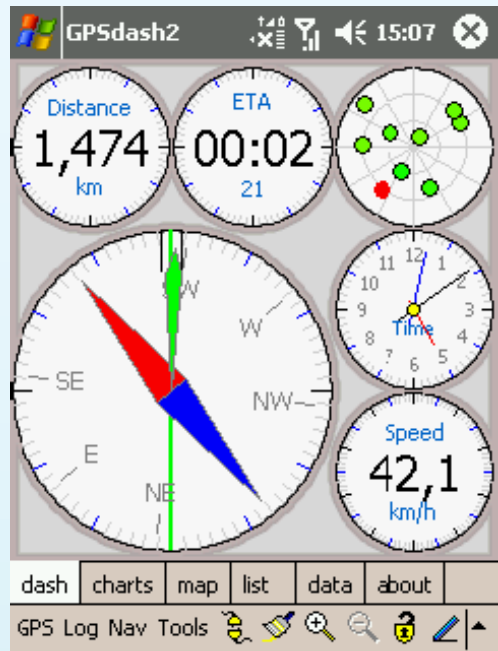 GPSdash2 15:07
Distance
1,474
km
ETA
00:02
21
SW
W
NW
NE
E
SE
12
1
2
3
4
5
6
7
8
9
10
11
Time
Speed
42,1
km/h
dash charts map list data about
GPS Log Nav Tools